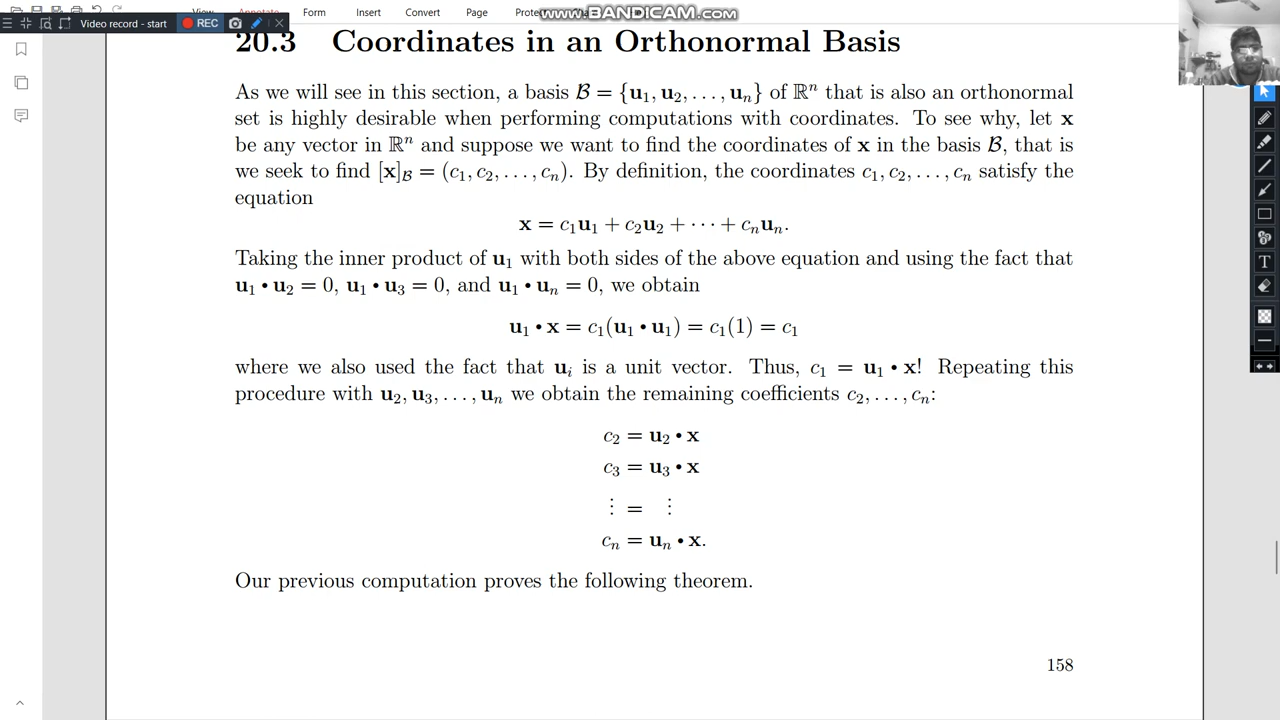 View Annotate Form Insert Convert Page
www.BANDICAM.com
Video record - start REC
20.3 Coordinates in an Orthonormal Basis
As we will see in this section, a basis ℬ = {u₁, u₂, . . . , uₙ} of ℝⁿ that is also an orthonormal
set is highly desirable when performing computations with coordinates. To see why, let x
be any vector in ℝⁿ and suppose we want to find the coordinates of x in the basis ℬ, that is
we seek to find [x]ℬ = (c₁, c₂, . . . , cₙ). By definition, the coordinates c₁, c₂, . . . , cₙ satisfy the
equation
x = c₁u₁ + c₂u₂ + · · · + cₙuₙ.
Taking the inner product of u₁ with both sides of the above equation and using the fact that
u₁ • u₂ = 0, u₁ • u₃ = 0, and u₁ • uₙ = 0, we obtain
u₁ • x = c₁(u₁ • u₁) = c₁(1) = c₁
where we also used the fact that uᵢ is a unit vector. Thus, c₁ = u₁ • x! Repeating this
procedure with u₂, u₃, . . . , uₙ we obtain the remaining coefficients c₂, . . . , cₙ:
c₂ = u₂ • x
c₃ = u₃ • x
⋮ = ⋮
cₙ = uₙ • x.
Our previous computation proves the following theorem.
158